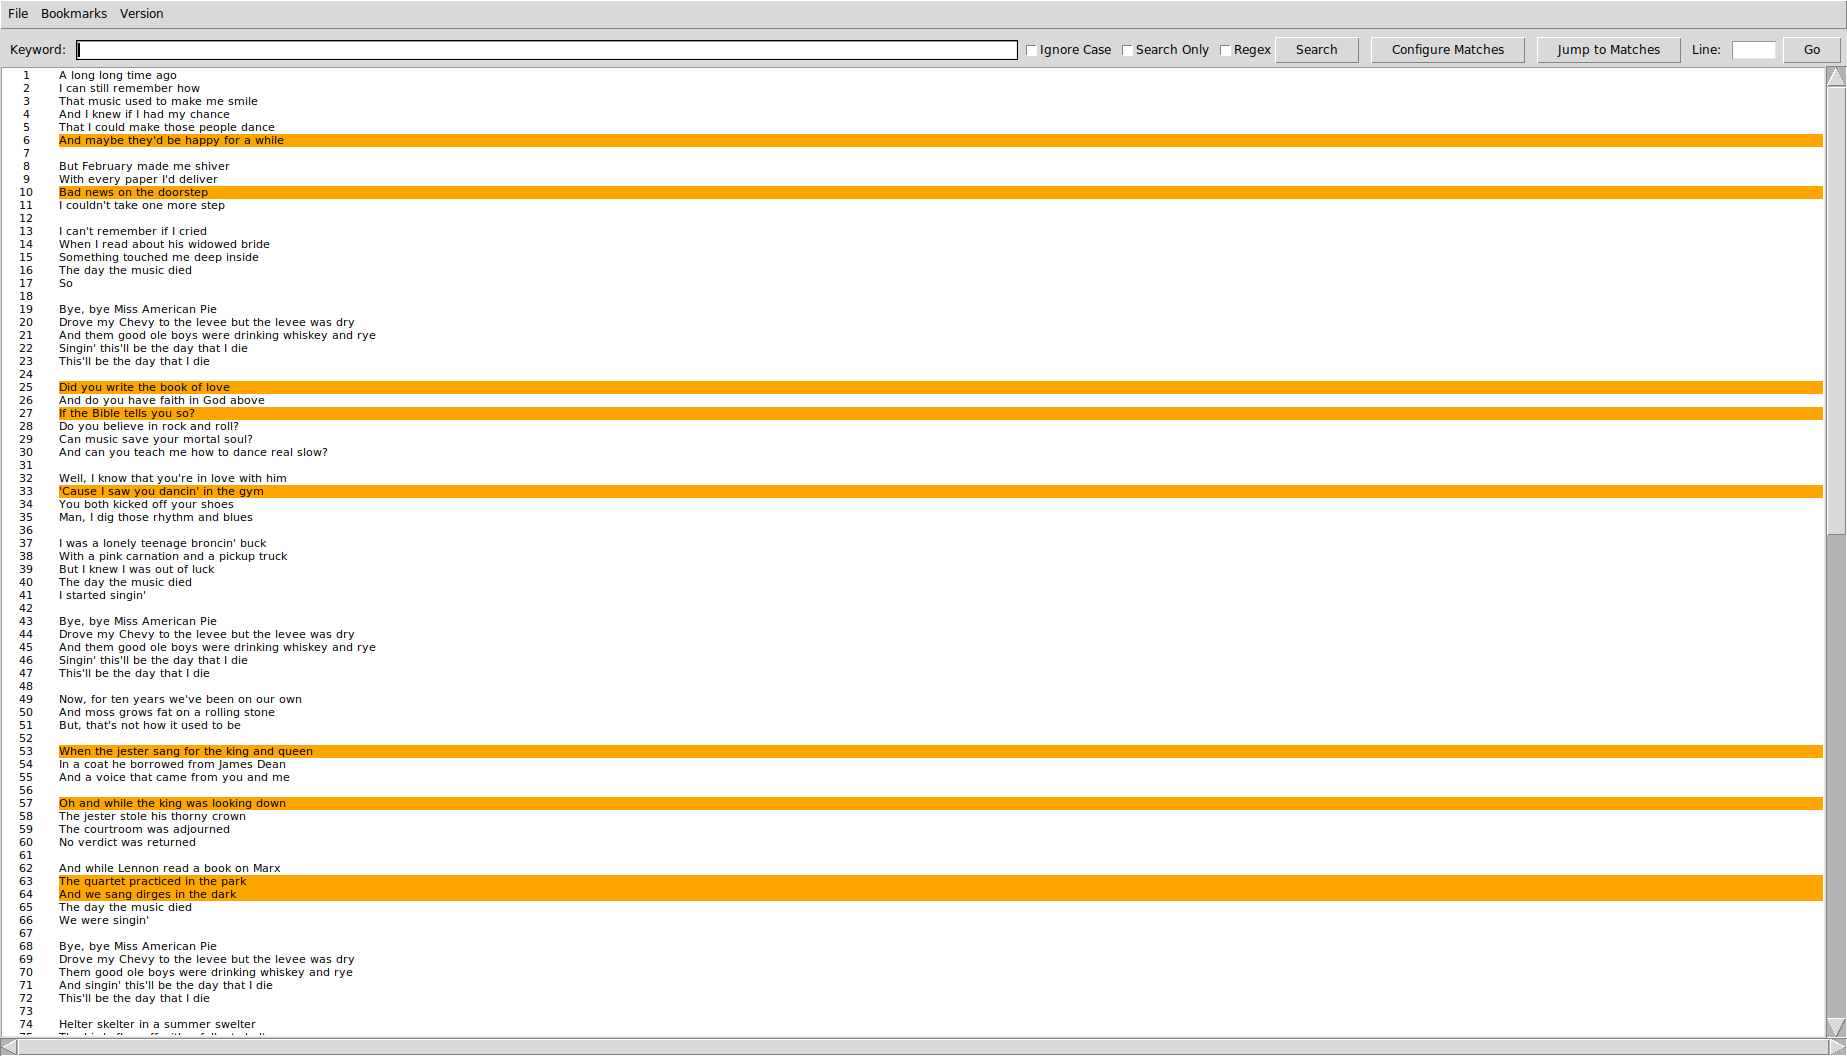 File Bookmarks Version
Keyword: Ignore Case Search Only Regex Search Configure Matches Jump to Matches Line: Go
1 A long long time ago
2 I can still remember how
3 That music used to make me smile
4 And I knew if I had my chance
5 That I could make those people dance
6 And maybe they'd be happy for a while
7
8 But February made me shiver
9 With every paper I'd deliver
10 Bad news on the doorstep
11 I couldn't take one more step
12
13 I can't remember if I cried
14 When I read about his widowed bride
15 Something touched me deep inside
16 The day the music died
17 So
18
19 Bye, bye Miss American Pie
20 Drove my Chevy to the levee but the levee was dry
21 And them good ole boys were drinking whiskey and rye
22 Singin' this'll be the day that I die
23 This'll be the day that I die
24
25 Did you write the book of love
26 And do you have faith in God above
27 If the Bible tells you so?
28 Do you believe in rock and roll?
29 Can music save your mortal soul?
30 And can you teach me how to dance real slow?
31
32 Well, I know that you're in love with him
33 'Cause I saw you dancin' in the gym
34 You both kicked off your shoes
35 Man, I dig those rhythm and blues
36
37 I was a lonely teenage broncin' buck
38 With a pink carnation and a pickup truck
39 But I knew I was out of luck
40 The day the music died
41 I started singin'
42
43 Bye, bye Miss American Pie
44 Drove my Chevy to the levee but the levee was dry
45 And them good ole boys were drinking whiskey and rye
46 Singin' this'll be the day that I die
47 This'll be the day that I die
48
49 Now, for ten years we've been on our own
50 And moss grows fat on a rolling stone
51 But, that's not how it used to be
52
53 When the jester sang for the king and queen
54 In a coat he borrowed from James Dean
55 And a voice that came from you and me
56
57 Oh and while the king was looking down
58 The jester stole his thorny crown
59 The courtroom was adjourned
60 No verdict was returned
61
62 And while Lennon read a book on Marx
63 The quartet practiced in the park
64 And we sang dirges in the dark
65 The day the music died
66 We were singin'
67
68 Bye, bye Miss American Pie
69 Drove my Chevy to the levee but the levee was dry
70 Them good ole boys were drinking whiskey and rye
71 And singin' this'll be the day that I die
72 This'll be the day that I die
73
74 Helter skelter in a summer swelter